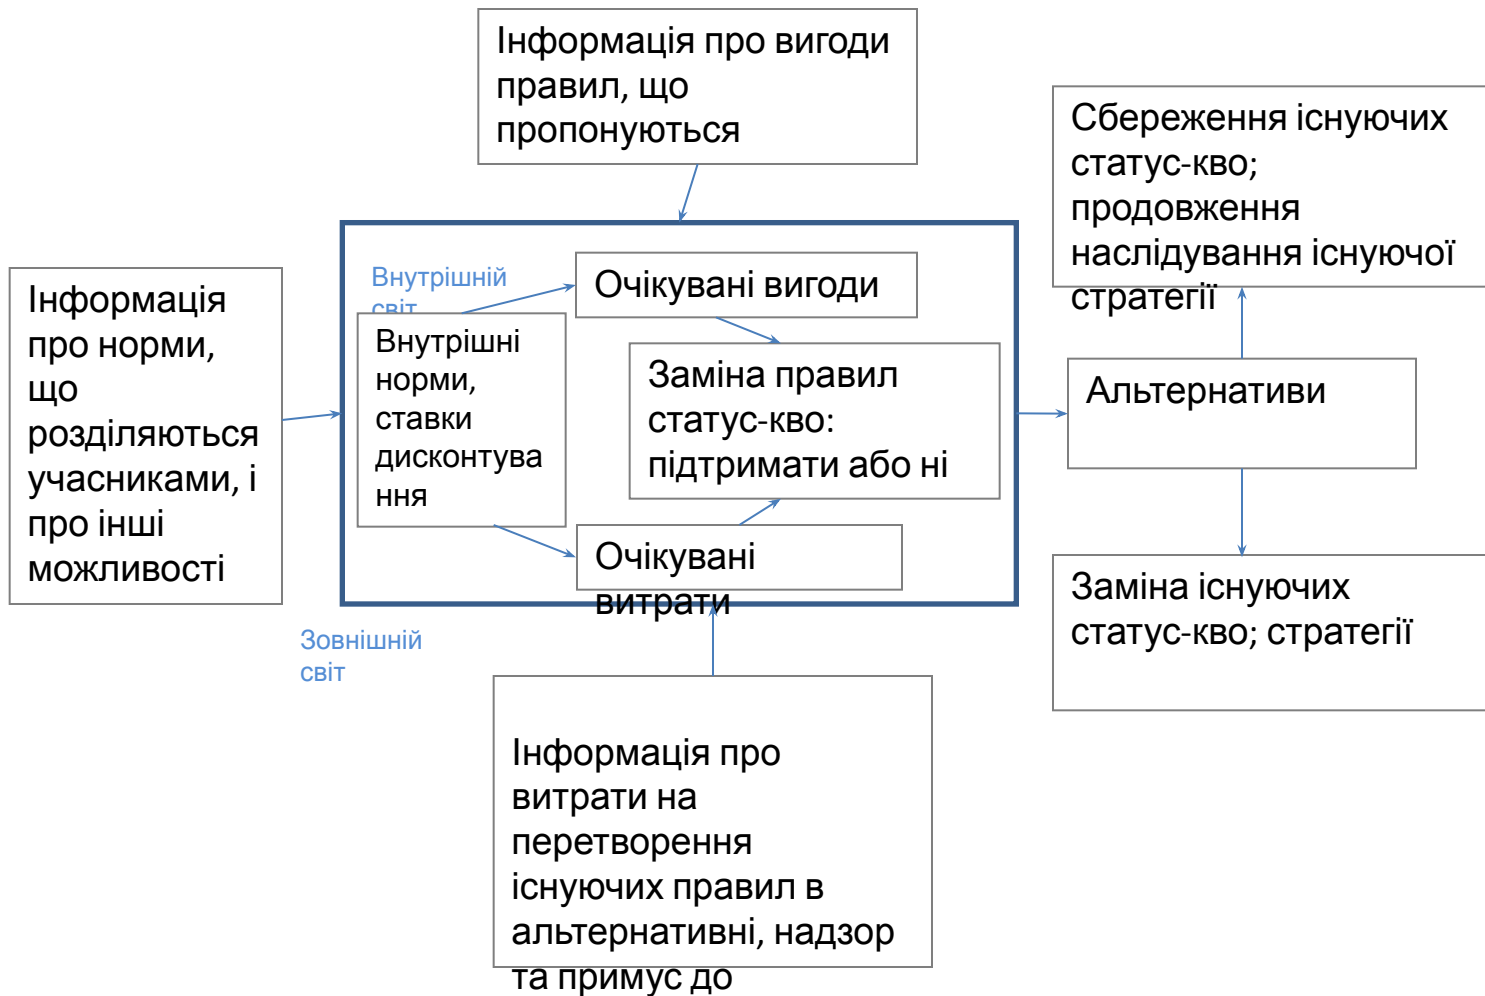 Інформація про вигоди
правил, що
пропонуються
Сбереження існуючих
статус-кво;
продовження
наслідування існуючої
стратегії
Інформація
про норми,
що
розділяються
учасниками, і
про інші
можливості
Внутрішній
світ
Внутрішні
норми,
ставки
дисконтува
ння
Очікувані вигоди
Заміна правил
статус-кво:
підтримати або ні
Очікувані
витрати
Альтернативи
Заміна існуючих
статус-кво; стратегії
Зовнішній
світ
Інформація про
витрати на
перетворення
існуючих правил в
альтернативні, надзор
та примус до